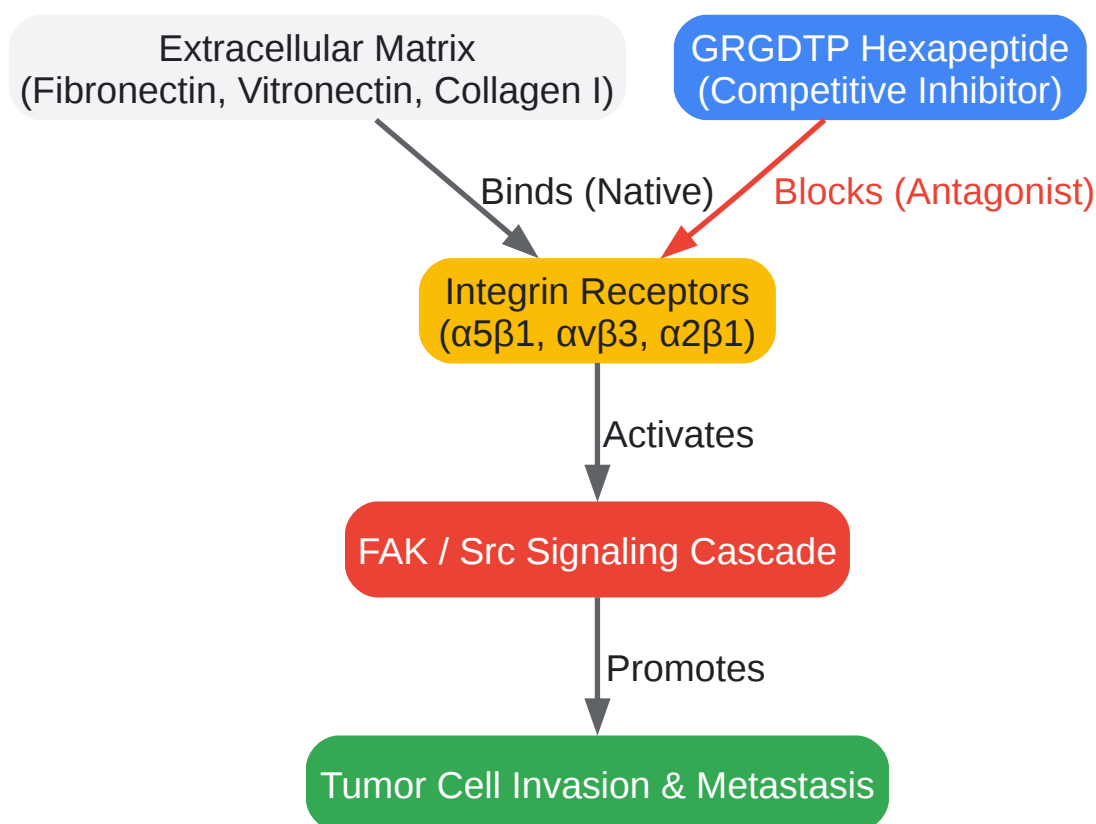 Extracellular Matrix
(Fibronectin, Vitronectin, Collagen I)
GRGDTP Hexapeptide
(Competitive Inhibitor)
Binds (Native)
Blocks (Antagonist)
Integrin Receptors
(α5β1, αvβ3, α2β1)
Activates
FAK / Src Signaling Cascade
Promotes
Tumor Cell Invasion & Metastasis